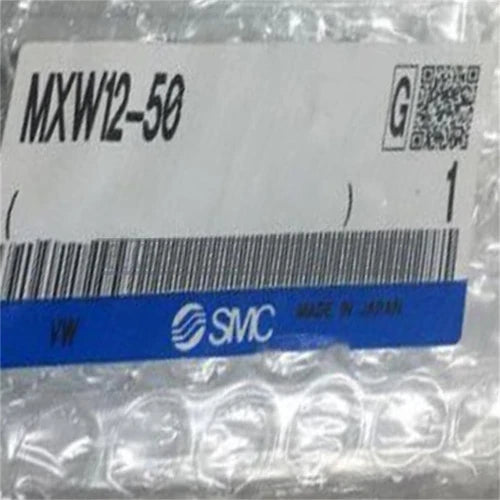 MXW12-50
G
( )
1
VW SMC MADE IN JAPAN